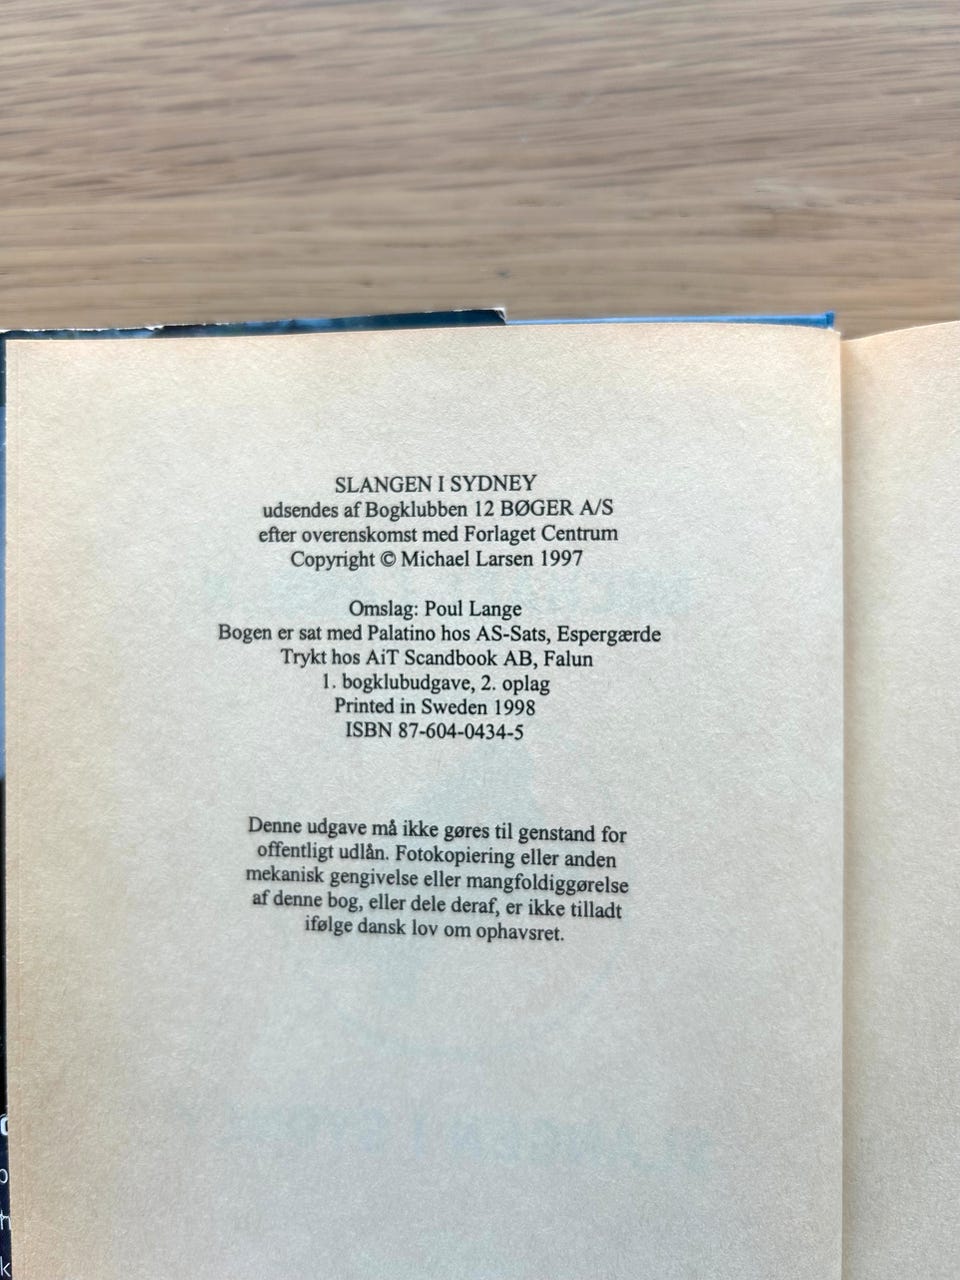 SLANGEN I SYDNEY
udsendes af Bogklubben 12 BØGER A/S
efter overenskomst med Forlaget Centrum
Copyright © Michael Larsen 1997
Omslag: Poul Lange
Bogen er sat med Palatino hos AS-Sats, Espergærde
Trykt hos AiT Scandbook AB, Falun
1. bogklubudgave, 2. oplag
Printed in Sweden 1998
ISBN 87-604-0434-5
Denne udgave må ikke gøres til genstand for
offentligt udlån. Fotokopiering eller anden
mekanisk gengivelse eller mangfoldiggørelse
af denne bog, eller dele deraf, er ikke tilladt
ifølge dansk lov om ophavsret.